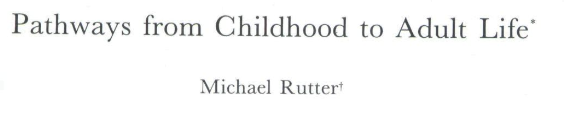 Pathways from Childhood to Adult Life*
Michael Rutter†